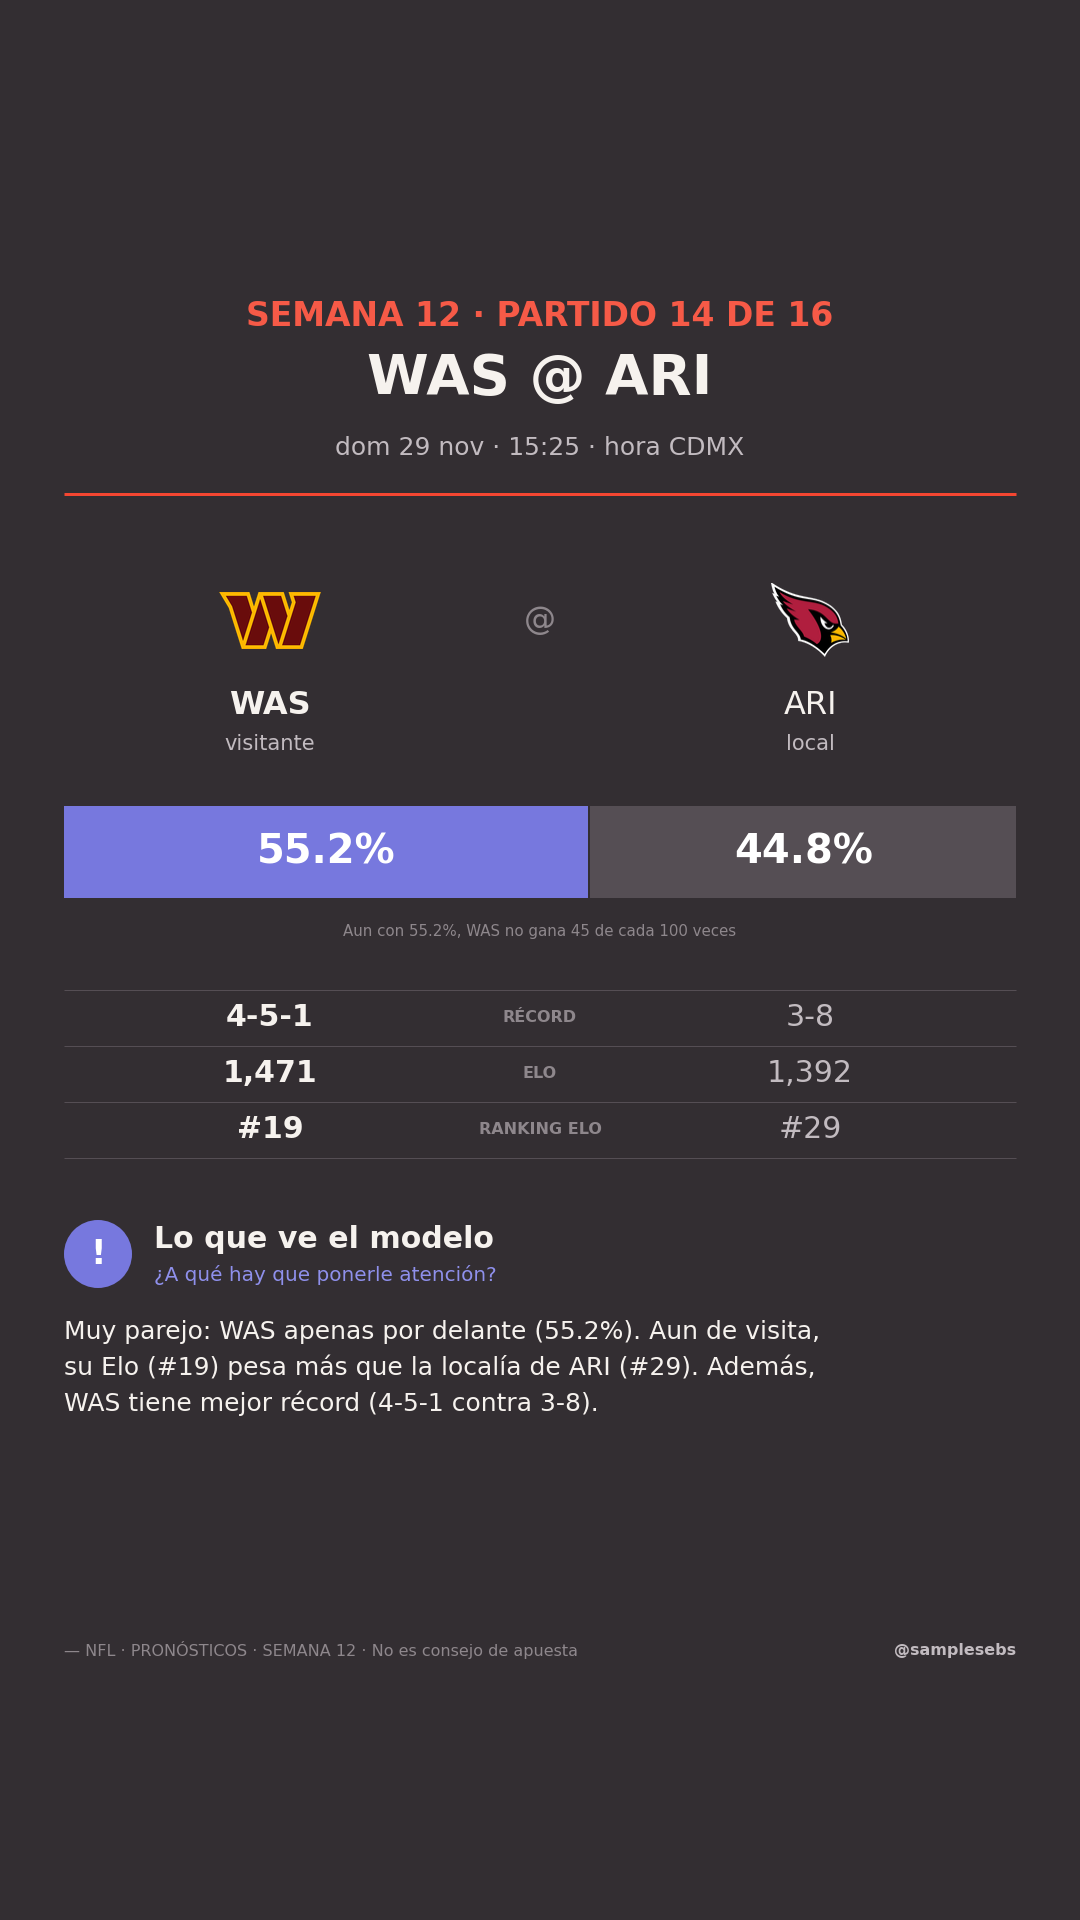 SEMANA 12 · PARTIDO 14 DE 16
WAS @ ARI
dom 29 nov · 15:25 · hora CDMX
@
WAS
ARI
visitante
local
55.2%
44.8%
Aun con 55.2%, WAS no gana 45 de cada 100 veces
4-5-1 RÉCORD 3-8
1,471 ELO 1,392
#19 RANKING ELO #29
!
Lo que ve el modelo
¿A qué hay que ponerle atención?
Muy parejo: WAS apenas por delante (55.2%). Aun de visita,
su Elo (#19) pesa más que la localía de ARI (#29). Además,
WAS tiene mejor récord (4-5-1 contra 3-8).
— NFL · PRONÓSTICOS · SEMANA 12 · No es consejo de apuesta
@samplesebs